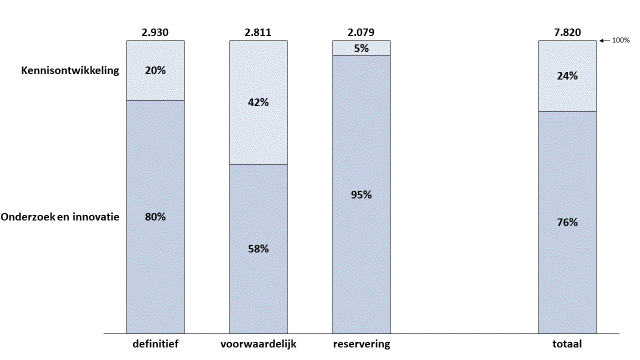 2.930 2.811 2.079 7.820
100%
5%
Kennisontwikkeling 20% 24%
42%
95%
Onderzoek en innovatie 80% 76%
58%
definitief voorwaardelijk reservering totaal